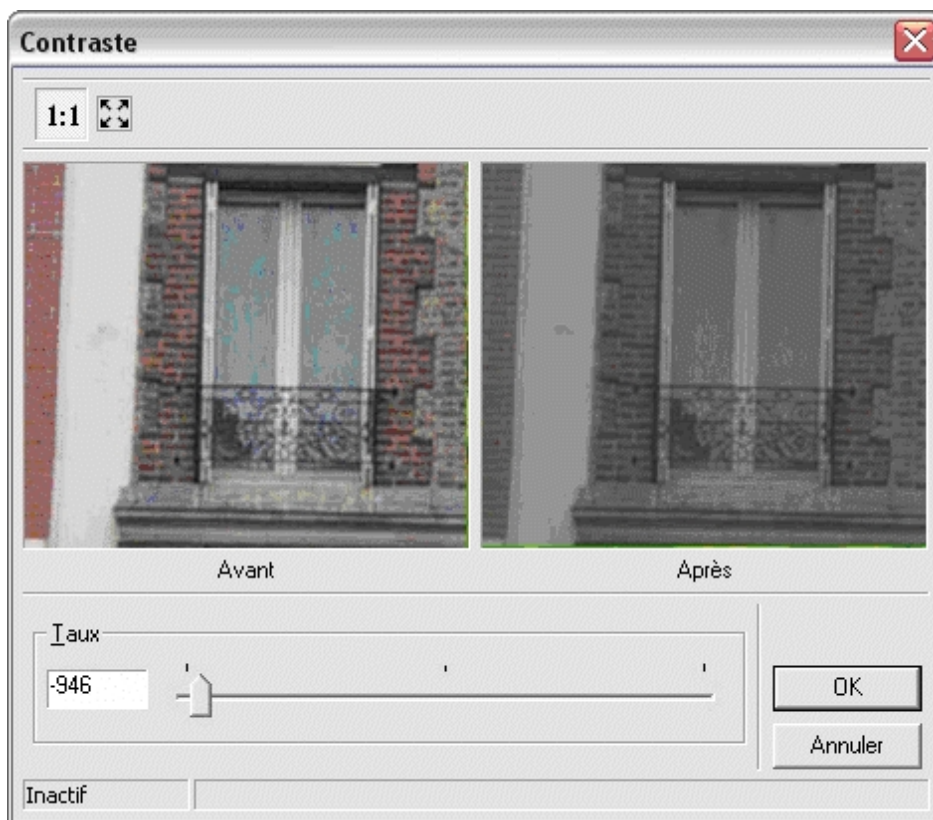 Contraste
1:1
Avant
Après
Taux
-946
OK
Annuler
Inactif